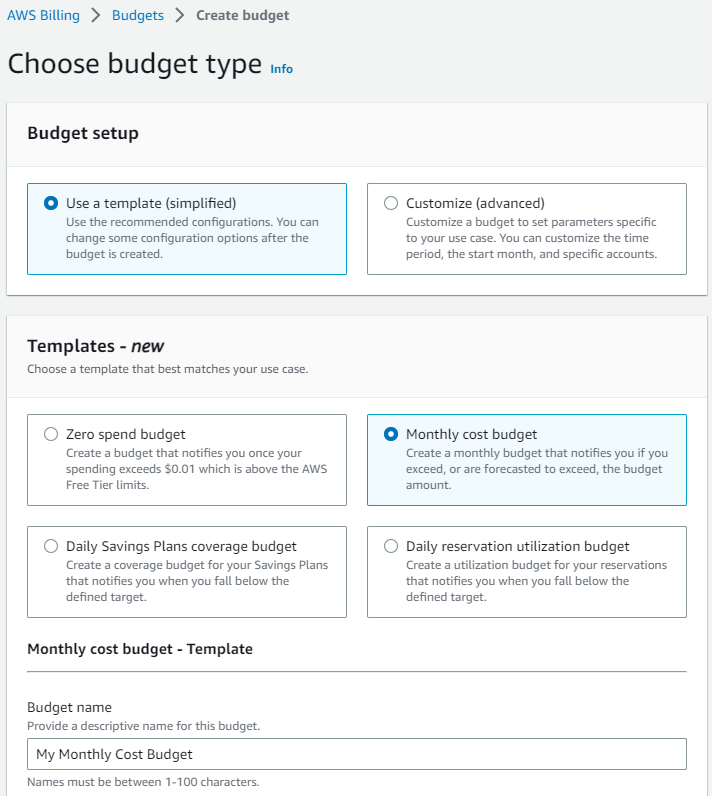 AWS Billing > Budgets > Create budget
Choose budget type Info
Budget setup
Use a template (simplified)
Use the recommended configurations. You can
change some configuration options after the
budget is created.
Customize (advanced)
Customize a budget to set parameters specific
to your use case. You can customize the time
period, the start month, and specific accounts.
Templates - new
Choose a template that best matches your use case.
Zero spend budget
Create a budget that notifies you once your
spending exceeds $0.01 which is above the AWS
Free Tier limits.
Monthly cost budget
Create a monthly budget that notifies you if you
exceed, or are forecasted to exceed, the budget
amount.
Daily Savings Plans coverage budget
Create a coverage budget for your Savings Plans
that notifies you when you fall below the
defined target.
Daily reservation utilization budget
Create a utilization budget for your reservations
that notifies you when you fall below the
defined target.
Monthly cost budget - Template
Budget name
Provide a descriptive name for this budget.
My Monthly Cost Budget
Names must be between 1-100 characters.